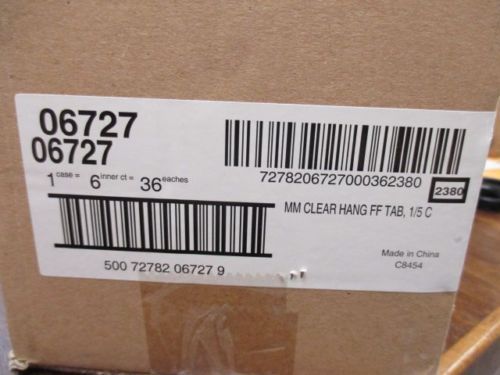 06727
06727
1 case = 6 inner ct = 36 eaches
7278206727000362380
2380
MM CLEAR HANG FF TAB, 1/5 C
500 72782 06727 9
Made in China
C8454